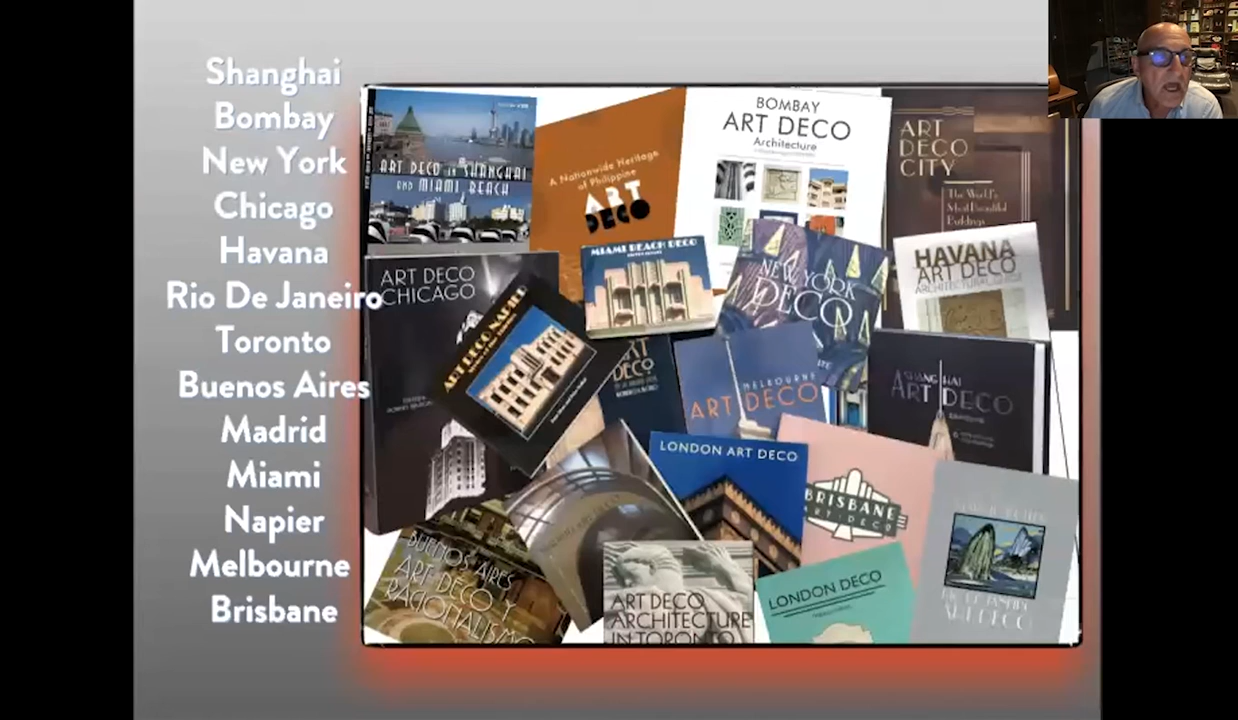 Shanghai
Bombay
New York
Chicago
Havana
Rio De Janeiro
Toronto
Buenos Aires
Madrid
Miami
Napier
Melbourne
Brisbane
ART DECO in SHANGHAI
AND MIAMI BEACH
A Nationwide Heritage
of Philippine
ART
DECO
BOMBAY
ART DECO
Architecture
ART
DECO
CITY
The World's
Most Beautiful
Buildings
ART DECO
CHICAGO
ART DECO NAPIER
MIAMI BEACH DECO
NEW YORK
DECO
HAVANA
ART DECO
ARCHITECTURAL
ART
DECO
MELBOURNE
ART DECO
SHANGHAI
ART DECO
LONDON ART DECO
BRISBANE
ART DECO
BUENOS AIRES
ART DECO Y
RACIONALISMO
ART DECO
ARCHITECTURE
IN TORONTO
LONDON DECO
ART DECO